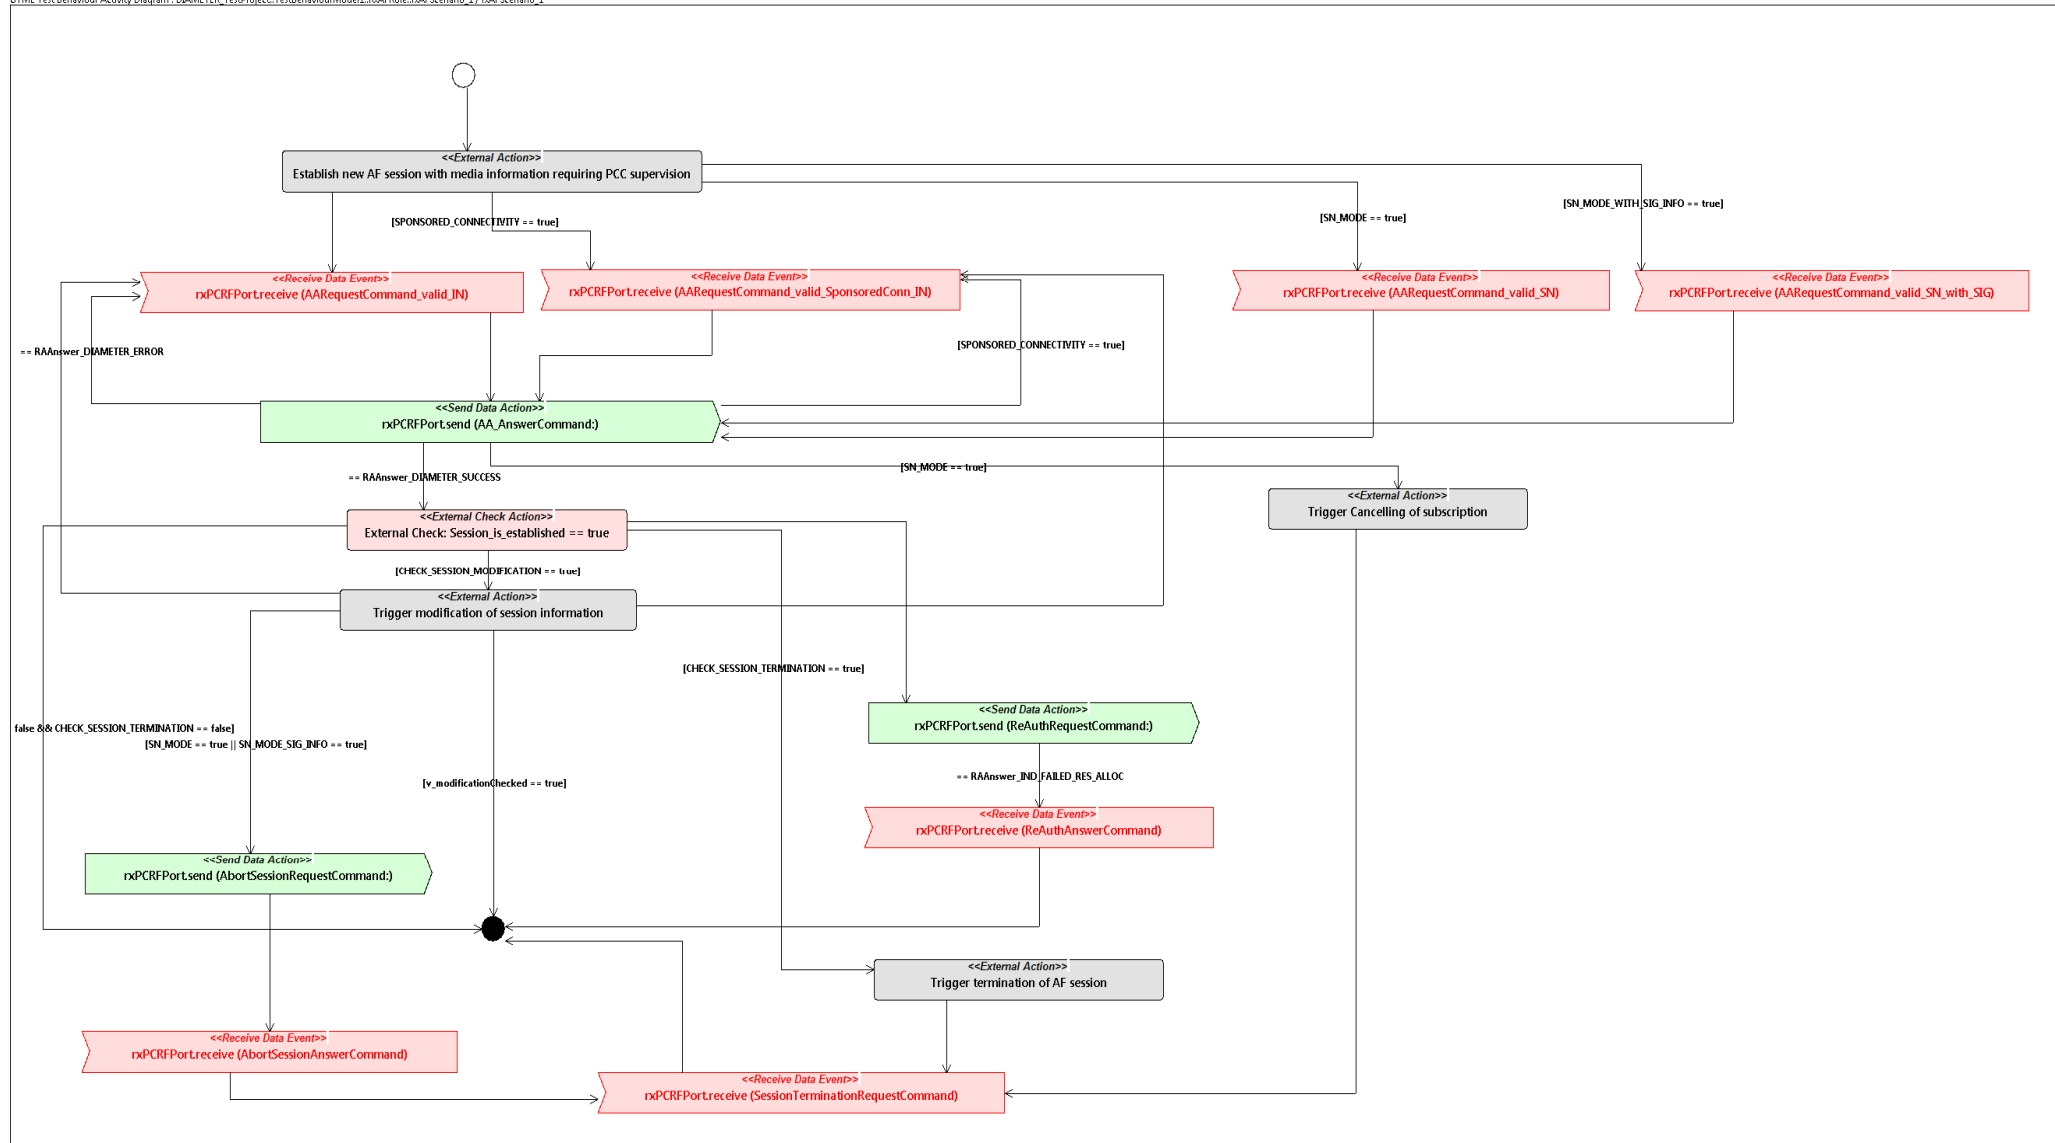 <<External Action>>
Establish new AF session with media information requiring PCC supervision
[SPONSORED_CONNECTIVITY == true]
[SN_MODE == true]
[SN_MODE_WITH_SIG_INFO == true]
<<Receive Data Event>>
rxPCRFPort.receive (AARequestCommand_valid_IN)
<<Receive Data Event>>
rxPCRFPort.receive (AARequestCommand_valid_SponsoredConn_IN)
<<Receive Data Event>>
rxPCRFPort.receive (AARequestCommand_valid_SN)
<<Receive Data Event>>
rxPCRFPort.receive (AARequestCommand_valid_SN_with_SIG)
== RAAnswer_DIAMETER_ERROR
[SPONSORED_CONNECTIVITY == true]
<<Send Data Action>>
rxPCRFPort.send (AA_AnswerCommand:)
== RAAnswer_DIAMETER_SUCCESS
[SN_MODE == true]
<<External Action>>
Trigger Cancelling of subscription
<<External Check Action>>
External Check: Session_is_established == true
[CHECK_SESSION_MODIFICATION == true]
<<External Action>>
Trigger modification of session information
[CHECK_SESSION_TERMINATION == true]
<<Send Data Action>>
rxPCRFPort.send (ReAuthRequestCommand:)
false && CHECK_SESSION_TERMINATION == false]
[SN_MODE == true || SN_MODE_SIG_INFO == true]
[v_modificationChecked == true]
== RAAnswer_IND_FAILED_RES_ALLOC
<<Receive Data Event>>
rxPCRFPort.receive (ReAuthAnswerCommand)
<<Send Data Action>>
rxPCRFPort.send (AbortSessionRequestCommand:)
<<External Action>>
Trigger termination of AF session
<<Receive Data Event>>
rxPCRFPort.receive (AbortSessionAnswerCommand)
<<Receive Data Event>>
rxPCRFPort.receive (SessionTerminationRequestCommand)